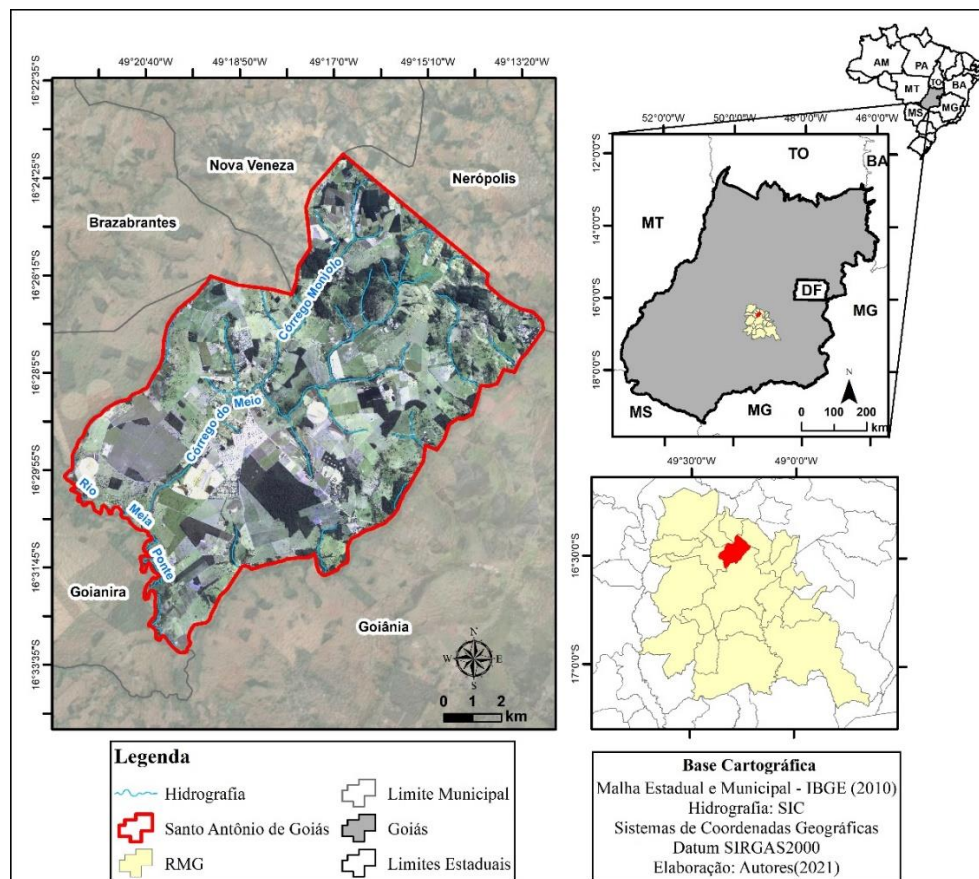 49°20'40"W
49°18'50"W
49°17'0"W
49°15'10"W
49°13'20"W
16°22'35"S
16°24'25"S
16°26'15"S
16°28'5"S
16°29'55"S
16°31'45"S
16°33'35"S
Nova Veneza
Nerópolis
Brazabrantes
Córrego Monjolo
Córrego do Meio
Rio Meia Ponte
Goianira
Goiânia
N
W E
S
0 1 2
km
AM
PA
TO
MT
BA
MS
MG
52°0'0"W
50°0'0"W
48°0'0"W
46°0'0"W
12°0'0"S
14°0'0"S
16°0'0"S
18°0'0"S
TO
BA
MT
DF
MG
MS
MG
N
0 100 200
km
49°30'0"W
49°0'0"W
16°30'0"S
17°0'0"S
Legenda
Hidrografia
Santo Antônio de Goiás
RMG
Limite Municipal
Goiás
Limites Estaduais
Base Cartográfica
Malha Estadual e Municipal - IBGE (2010)
Hidrografia: SIC
Sistemas de Coordenadas Geográficas
Datum SIRGAS2000
Elaboração: Autores(2021)